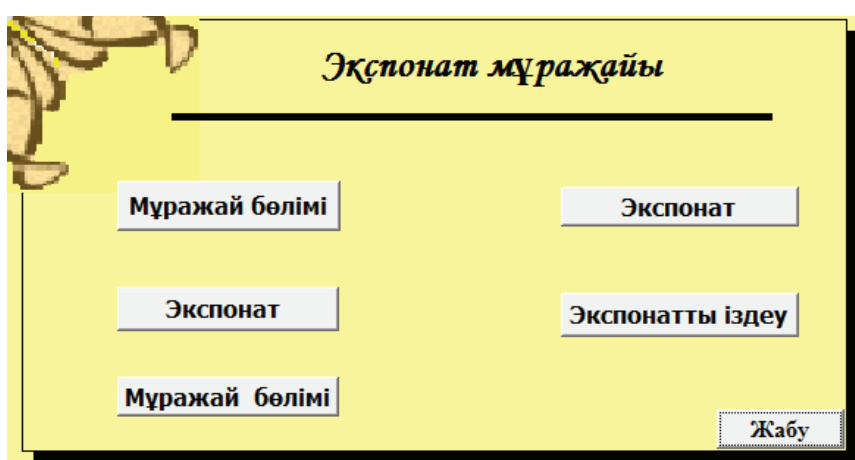 Экспонат мұражайы
Мұражай бөлімі
Экспонат
Экспонат
Экспонатты іздеу
Мұражай бөлімі
Жабу